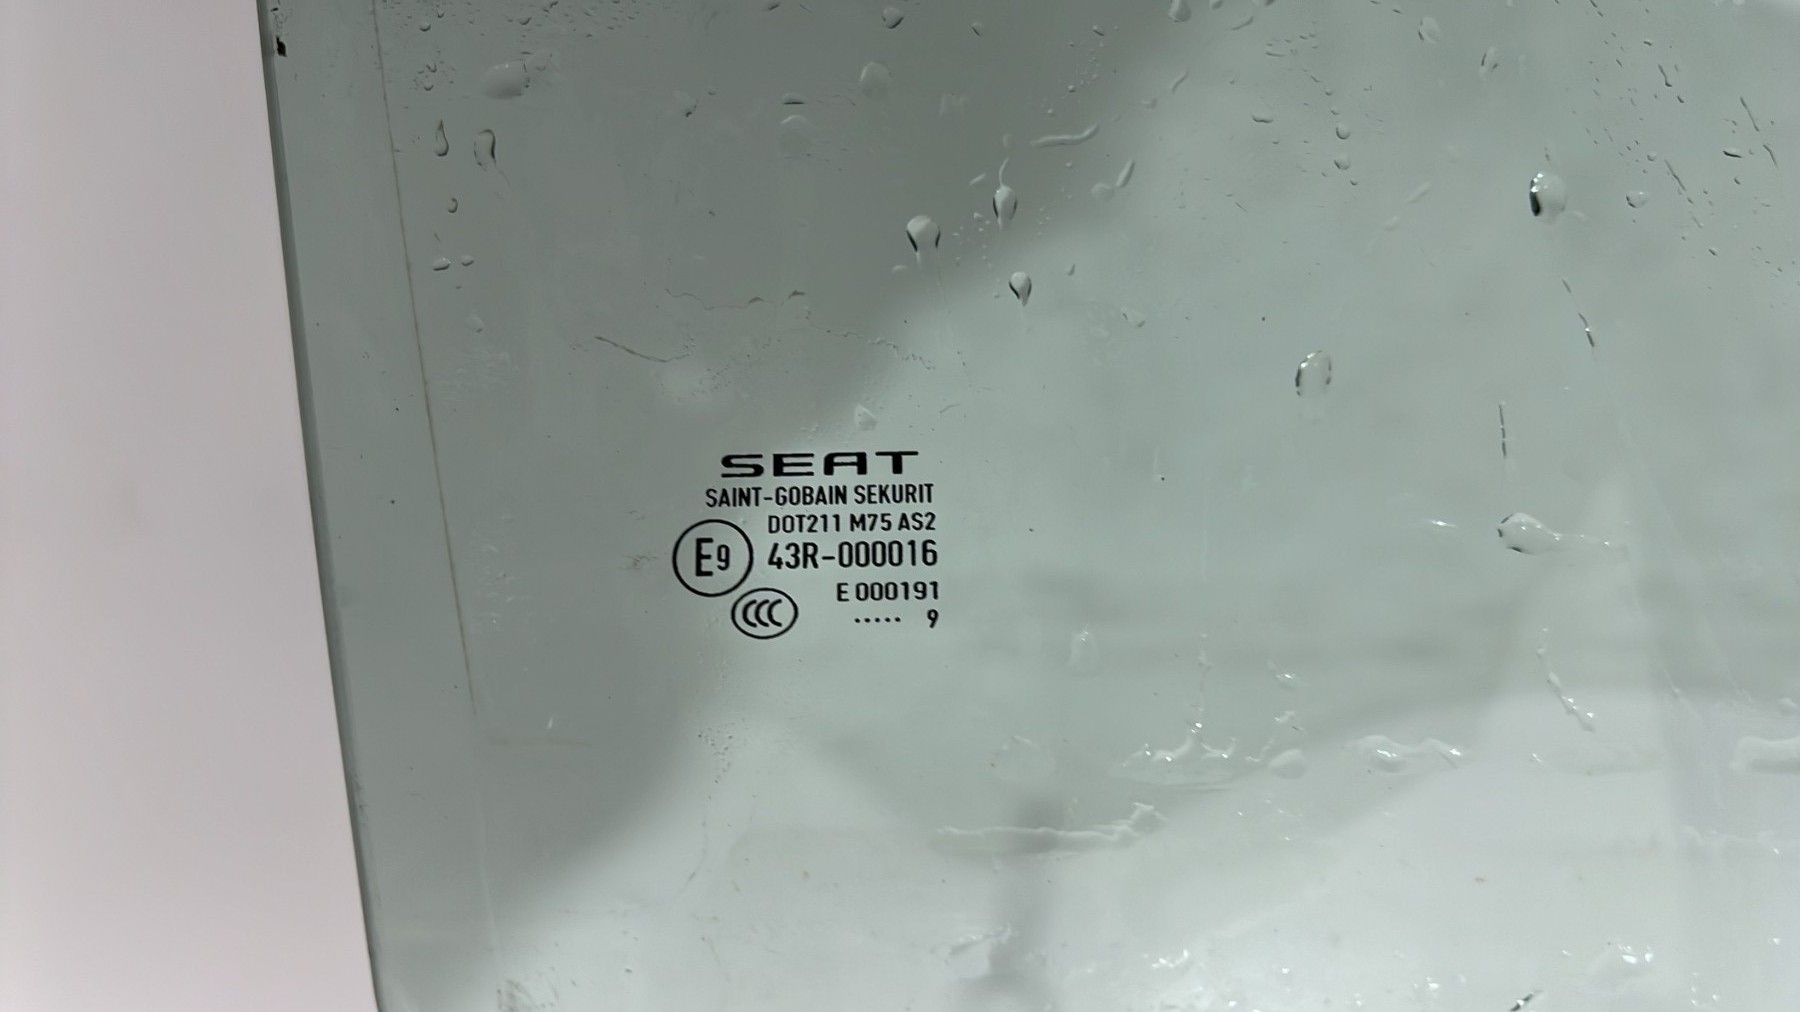 SEAT
SAINT-GOBAIN SEKURIT
DOT211 M75 AS2
E9 43R-000016
E 000191
CCC ..... 9